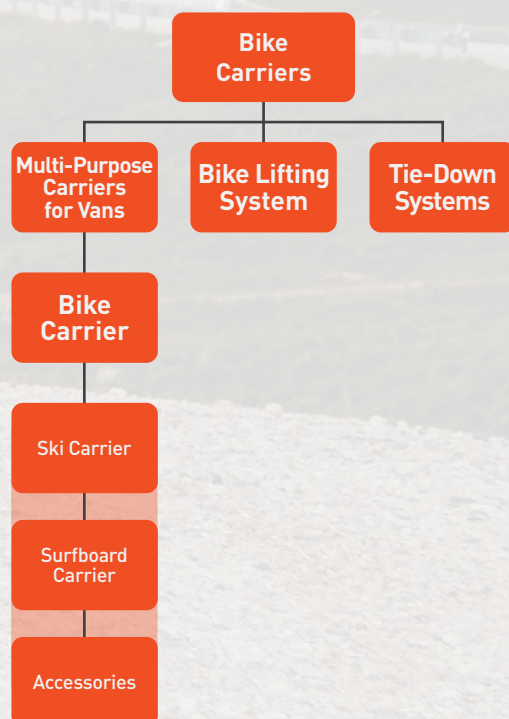 Bike
Carriers
Multi-Purpose
Carriers
for Vans
Bike Lifting
System
Tie-Down
Systems
Bike
Carrier
Ski Carrier
Surfboard
Carrier
Accessories